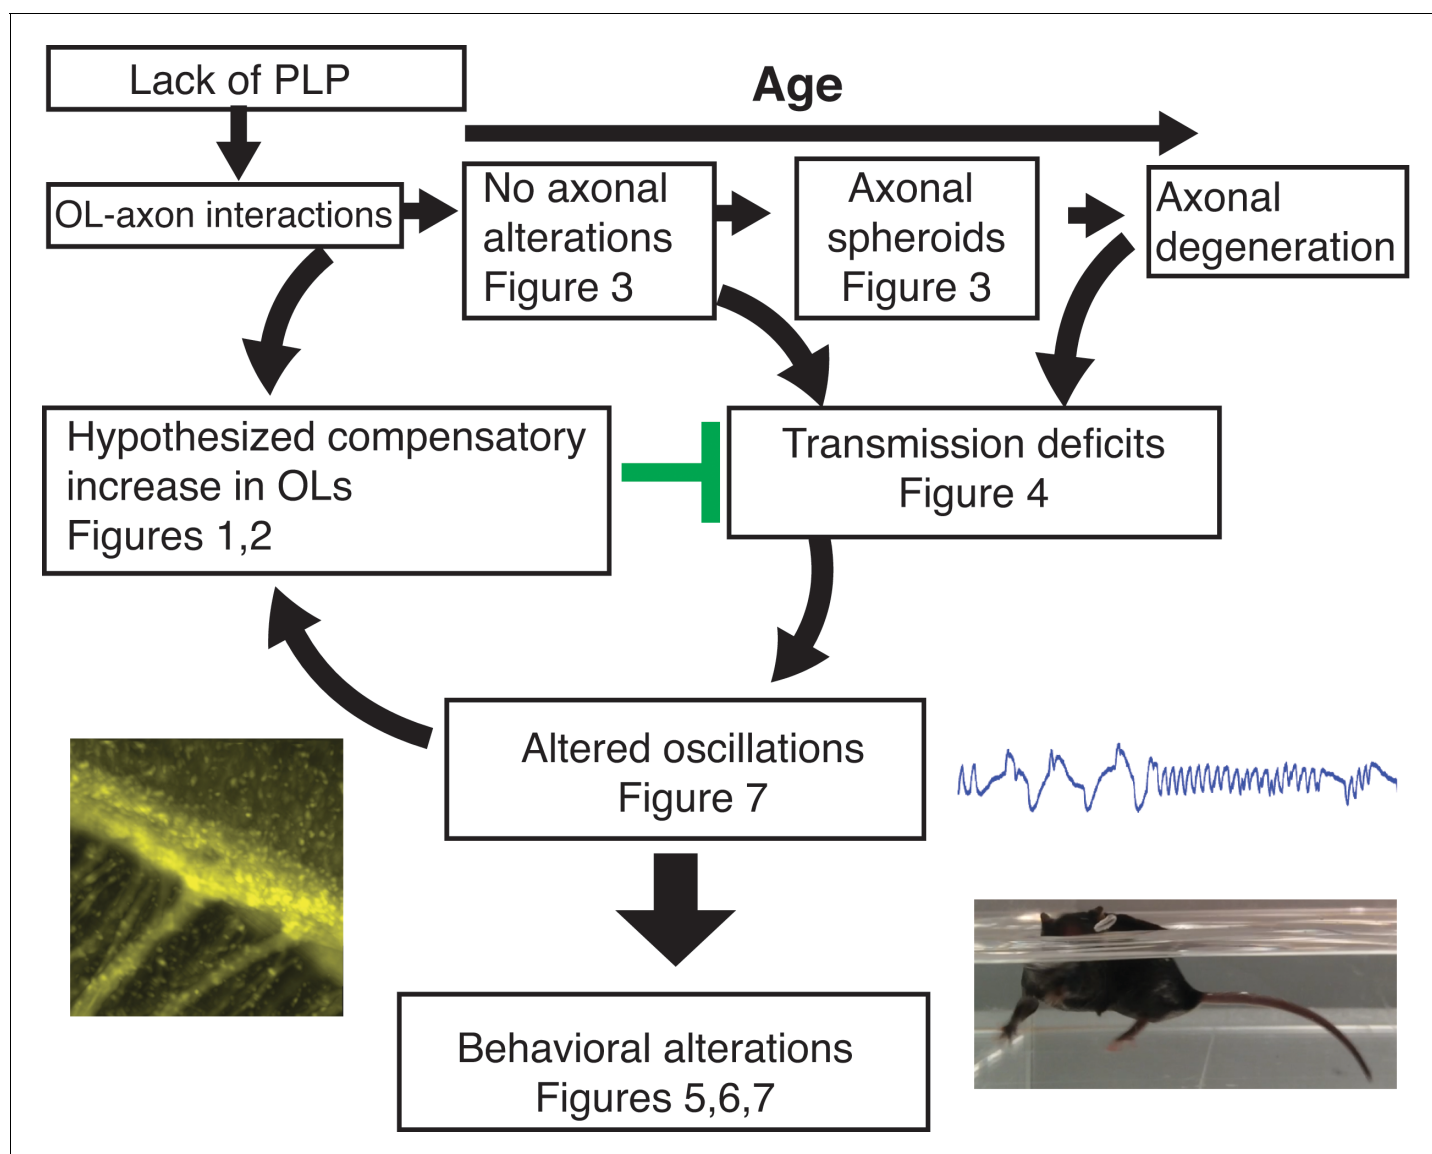 Lack of PLP
Age
OL-axon interactions
No axonal
alterations
Figure 3
Axonal
spheroids
Figure 3
Axonal
degeneration
Hypothesized compensatory
increase in OLs
Figures 1,2
Transmission deficits
Figure 4
Altered oscillations
Figure 7
Behavioral alterations
Figures 5,6,7